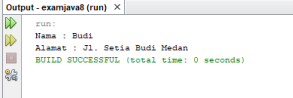 Output - examjava8 (run) ×
run:
Nama : Budi
Alamat : Jl. Setia Budi Medan
BUILD SUCCESSFUL (total time: 0 seconds)